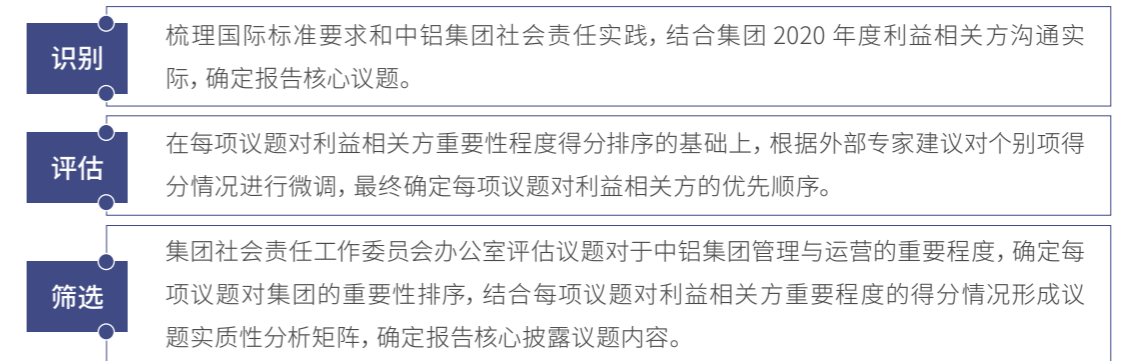 识别
梳理国际标准要求和中铝集团社会责任实践，结合集团 2020 年度利益相关方沟通实
际，确定报告核心议题。
评估
在每项议题对利益相关方重要性程度得分排序的基础上，根据外部专家建议对个别项得
分情况进行微调，最终确定每项议题对利益相关方的优先顺序。
筛选
集团社会责任工作委员会办公室评估议题对于中铝集团管理与运营的重要程度，确定每
项议题对集团的重要性排序，结合每项议题对利益相关方重要程度的得分情况形成议
题实质性分析矩阵，确定报告核心披露议题内容。